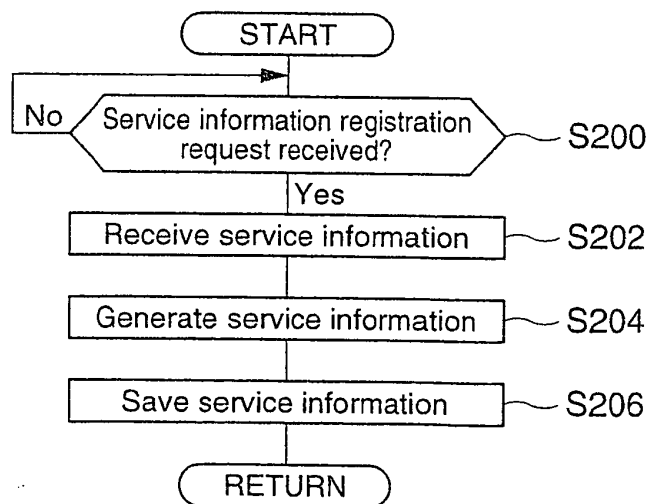 START
No
Service information registration
request received?
S200
Yes
Receive service information
S202
Generate service information
S204
Save service information
S206
RETURN